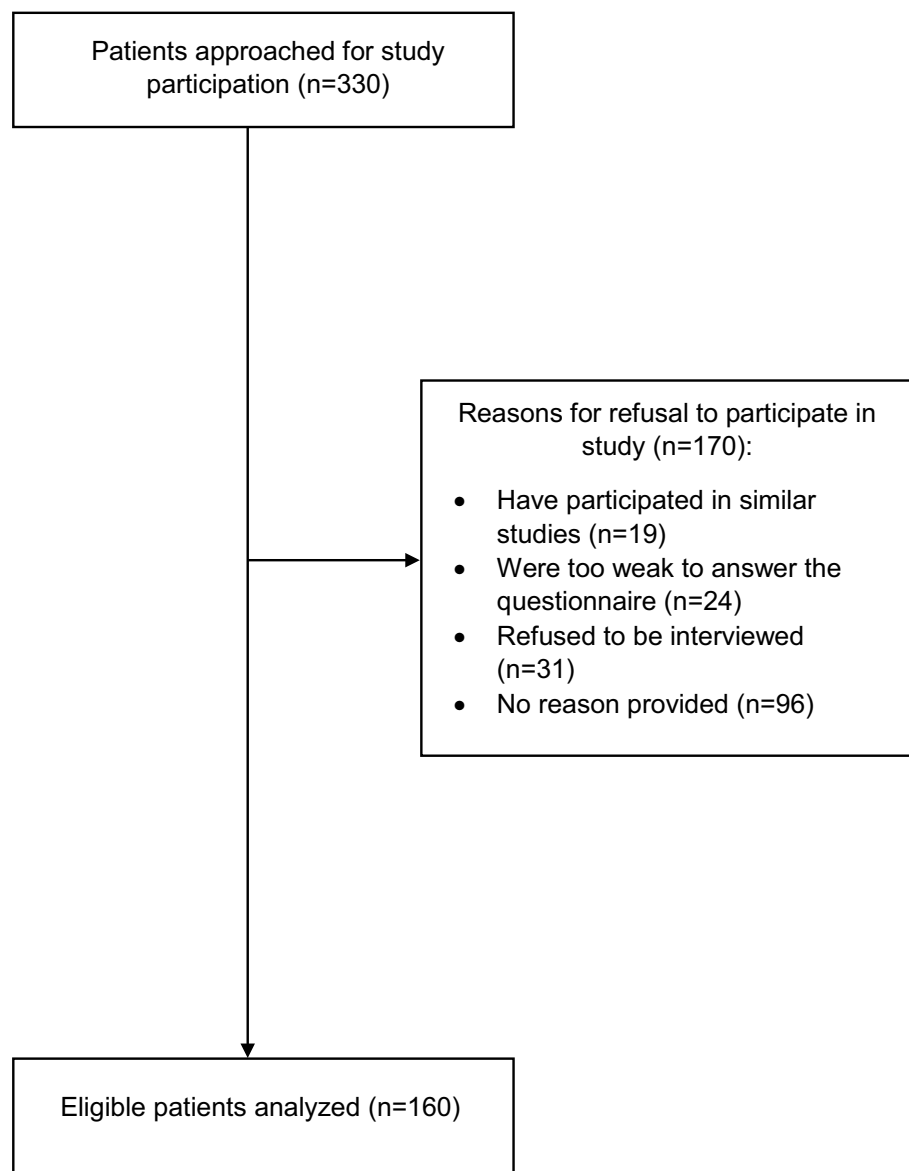 Patients approached for study
participation (n=330)
Reasons for refusal to participate in
study (n=170):
• Have participated in similar
studies (n=19)
• Were too weak to answer the
questionnaire (n=24)
• Refused to be interviewed
(n=31)
• No reason provided (n=96)
Eligible patients analyzed (n=160)